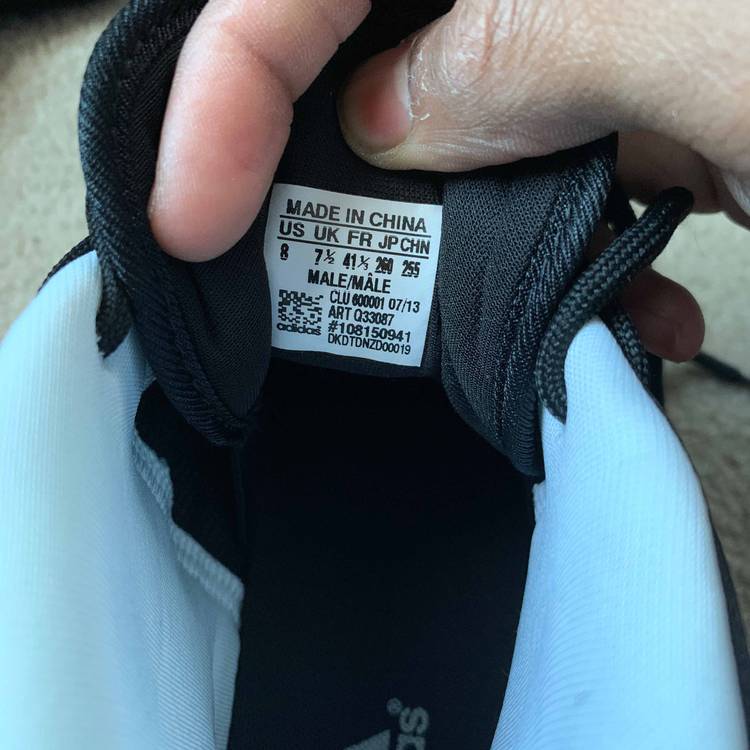 MADE IN CHINA
US UK FR JP CHN
8 7½ 41⅓ 260 255
MALE/MÂLE
CLU 600001 07/13
ART Q33087
#108150941
adidas DKDTDNZD00019
®
das